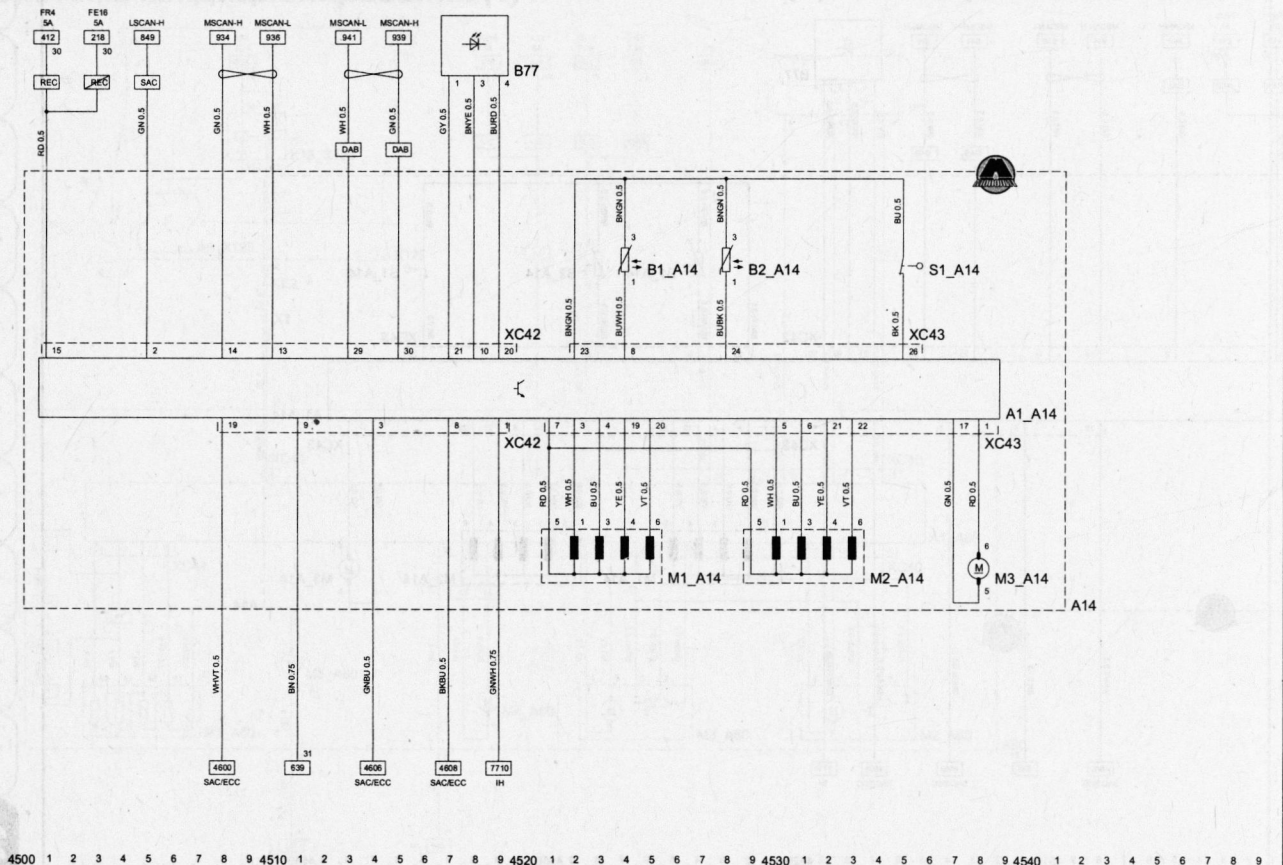 FR4 FE16 LSCAN-H MSCAN-H MSCAN-L MSCAN-L MSCAN-H
5A 5A
412 218 849 934 936 941 939
30 30
B77
REC REC SAC
1 3 4
RD 0.5 GN 0.5 GN 0.5 WH 0.5 WH 0.5 GN 0.5 GY 0.5 BNYE 0.5 BURD 0.5
DAB DAB
BNGN 0.5 BNGN 0.5 BU 0.5
3 3
B1_A14 B2_A14 S1_A14
1 1
BNGN 0.5 BUWH 0.5 BUBK 0.5 BK 0.5
XC42 XC43
15 2 14 13 29 30 21 10 20 23 8 24 26
A1_A14
19 9 3 8 1 7 3 4 19 20 5 6 21 22 17 1
XC42 XC43
RD 0.5 WH 0.5 BU 0.5 YE 0.5 VT 0.5 RD 0.5 WH 0.5 BU 0.5 YE 0.5 VT 0.5 GN 0.5 RD 0.5
5 1 3 4 6 5 1 3 4 6
6
M
M1_A14 M2_A14 M3_A14
5
A14
WHVT 0.5 BN 0.75 GNBU 0.5 BKBU 0.5 GNWH 0.75
31
4600 639 4606 4608 7710
SAC/ECC SAC/ECC SAC/ECC IH
4500 1 2 3 4 5 6 7 8 9 4510 1 2 3 4 5 6 7 8 9 4520 1 2 3 4 5 6 7 8 9 4530 1 2 3 4 5 6 7 8 9 4540 1 2 3 4 5 6 7 8 9